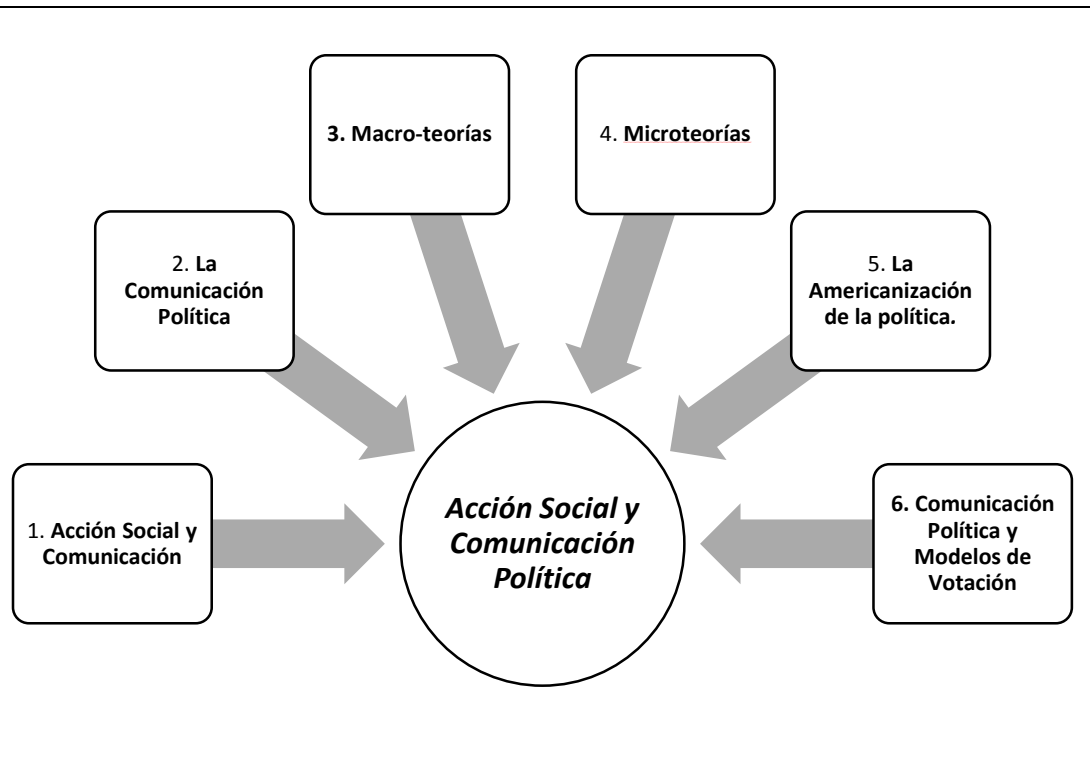 3. Macro-teorías
4. Microteorías
2. La
Comunicación
Política
5. La
Americanización
de la política.
1. Acción Social y
Comunicación
Acción Social y
Comunicación
Política
6. Comunicación
Política y
Modelos de
Votación